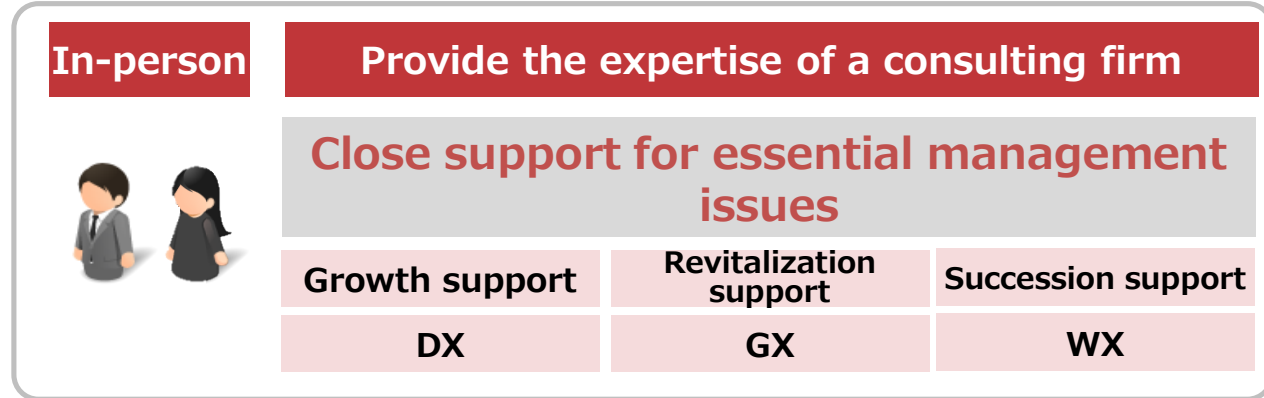 In-person
Provide the expertise of a consulting firm
Close support for essential management
issues
Growth support
Revitalization
support
Succession support
DX
GX
WX